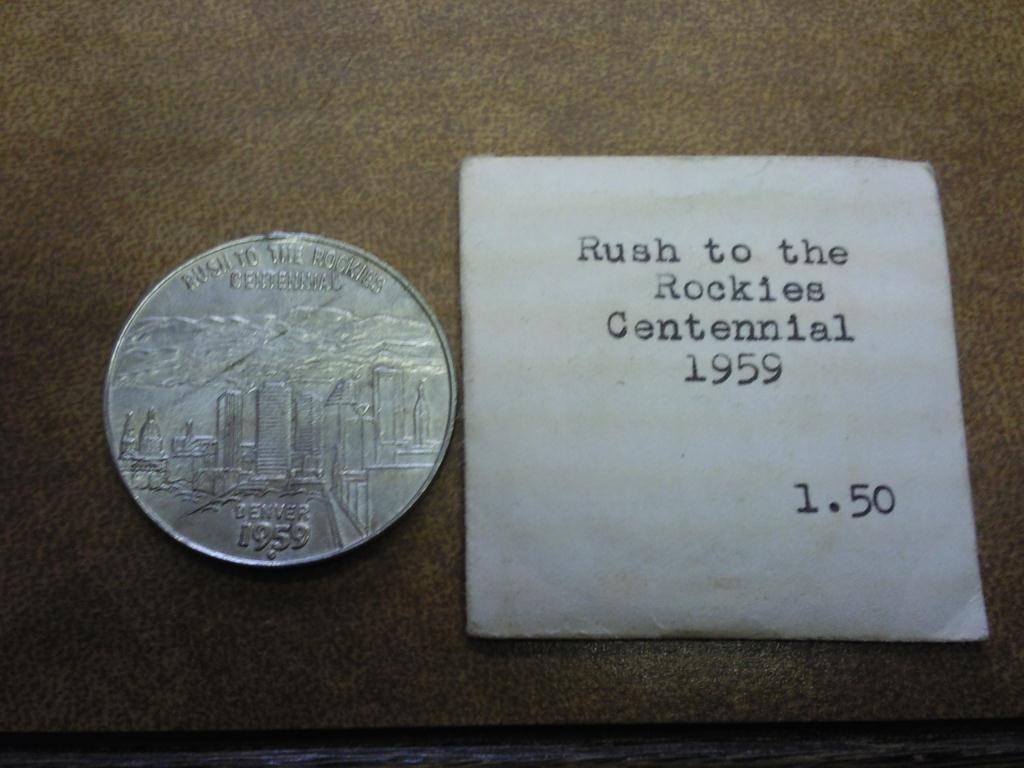 RUSH TO THE ROCKIES
CENTENNIAL
DENVER
1959
Rush to the
Rockies
Centennial
1959
1.50